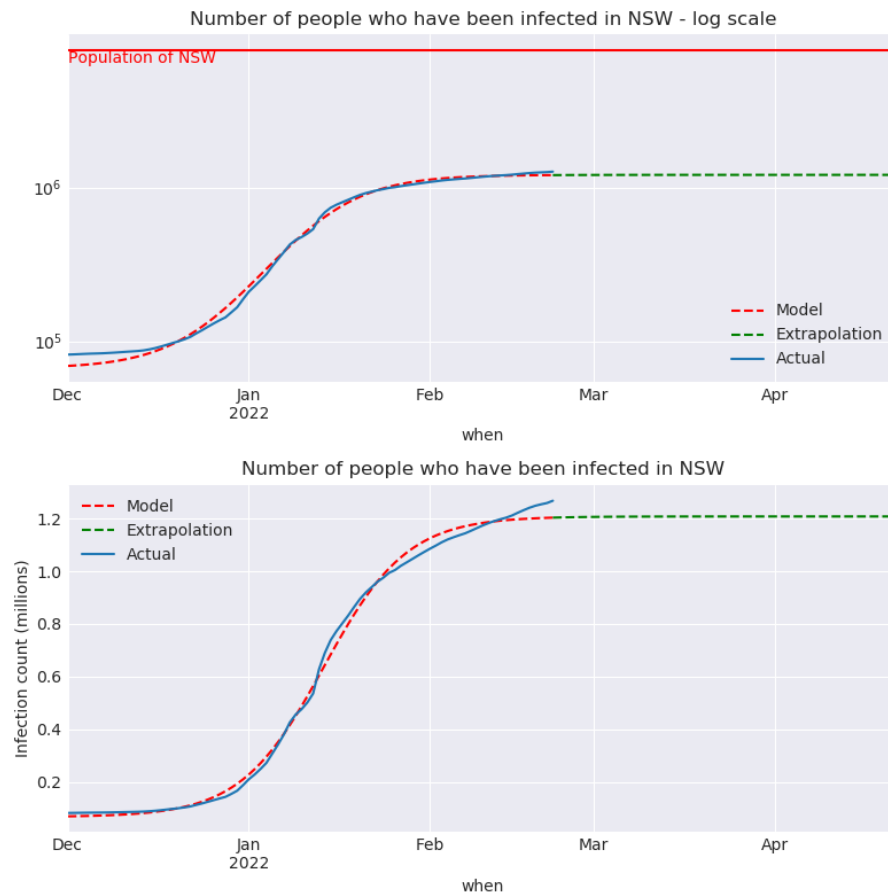 Number of people who have been infected in NSW - log scale
Population of NSW
10^6
10^5
Model
Extrapolation
Actual
Dec Jan Feb Mar Apr
2022
when
Number of people who have been infected in NSW
Model
Extrapolation
Actual
Infection count (millions)
1.2
1.0
0.8
0.6
0.4
0.2
Dec Jan Feb Mar Apr
2022
when